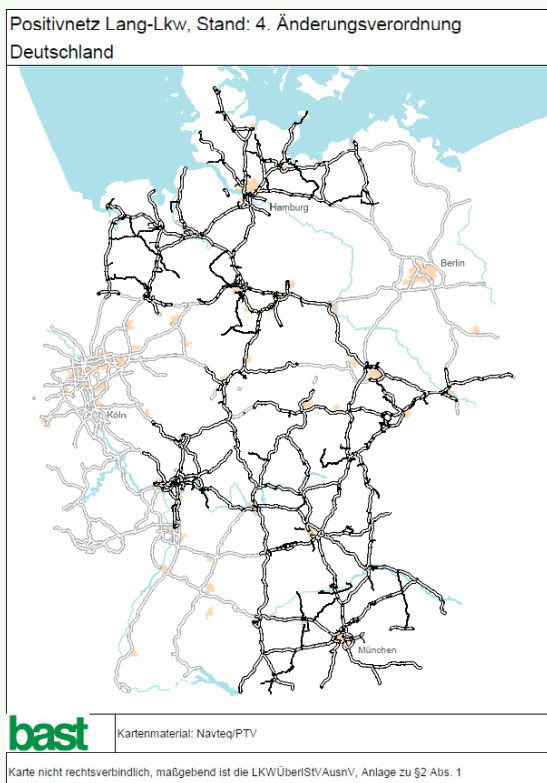 Positivnetz Lang-Lkw, Stand: 4. Änderungsverordnung
Deutschland
Hamburg
Berlin
Köln
München
bast
Kartenmaterial: Navteq/PTV
Karte nicht rechtsverbindlich, maßgebend ist die LKWÜberlStVAusnV, Anlage zu §2 Abs. 1